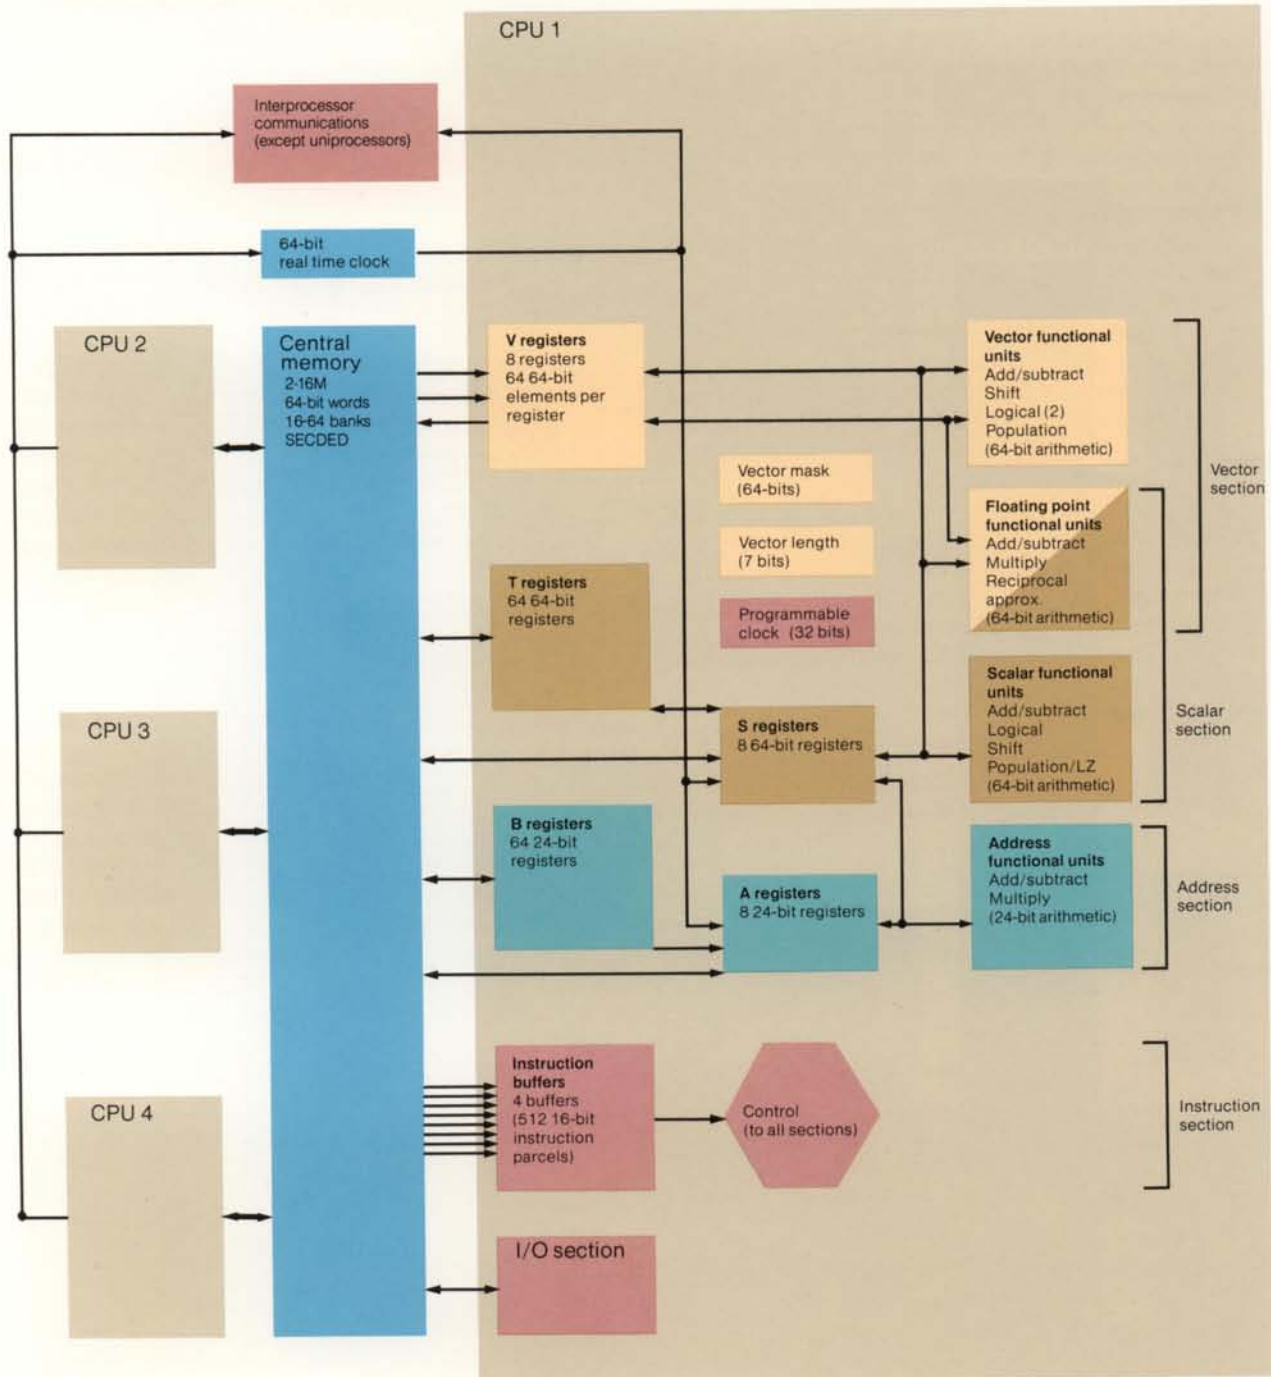 CPU 1
Interprocessor
communications
(except uniprocessors)
64-bit
real time clock
CPU 2
Central
memory
2-16M
64-bit words
16-64 banks
SECDED
V registers
8 registers
64 64-bit
elements per
register
Vector functional
units
Add/subtract
Shift
Logical (2)
Population
(64-bit arithmetic)
Vector
section
Vector mask
(64-bits)
Vector length
(7 bits)
Programmable
clock (32 bits)
Floating point
functional units
Add/subtract
Multiply
Reciprocal
approx.
(64-bit arithmetic)
T registers
64 64-bit
registers
CPU 3
S registers
8 64-bit registers
Scalar functional
units
Add/subtract
Logical
Shift
Population/LZ
(64-bit arithmetic)
Scalar
section
B registers
64 24-bit
registers
A registers
8 24-bit registers
Address
functional units
Add/subtract
Multiply
(24-bit arithmetic)
Address
section
CPU 4
Instruction
buffers
4 buffers
(512 16-bit
instruction
parcels)
Control
(to all sections)
Instruction
section
I/O section